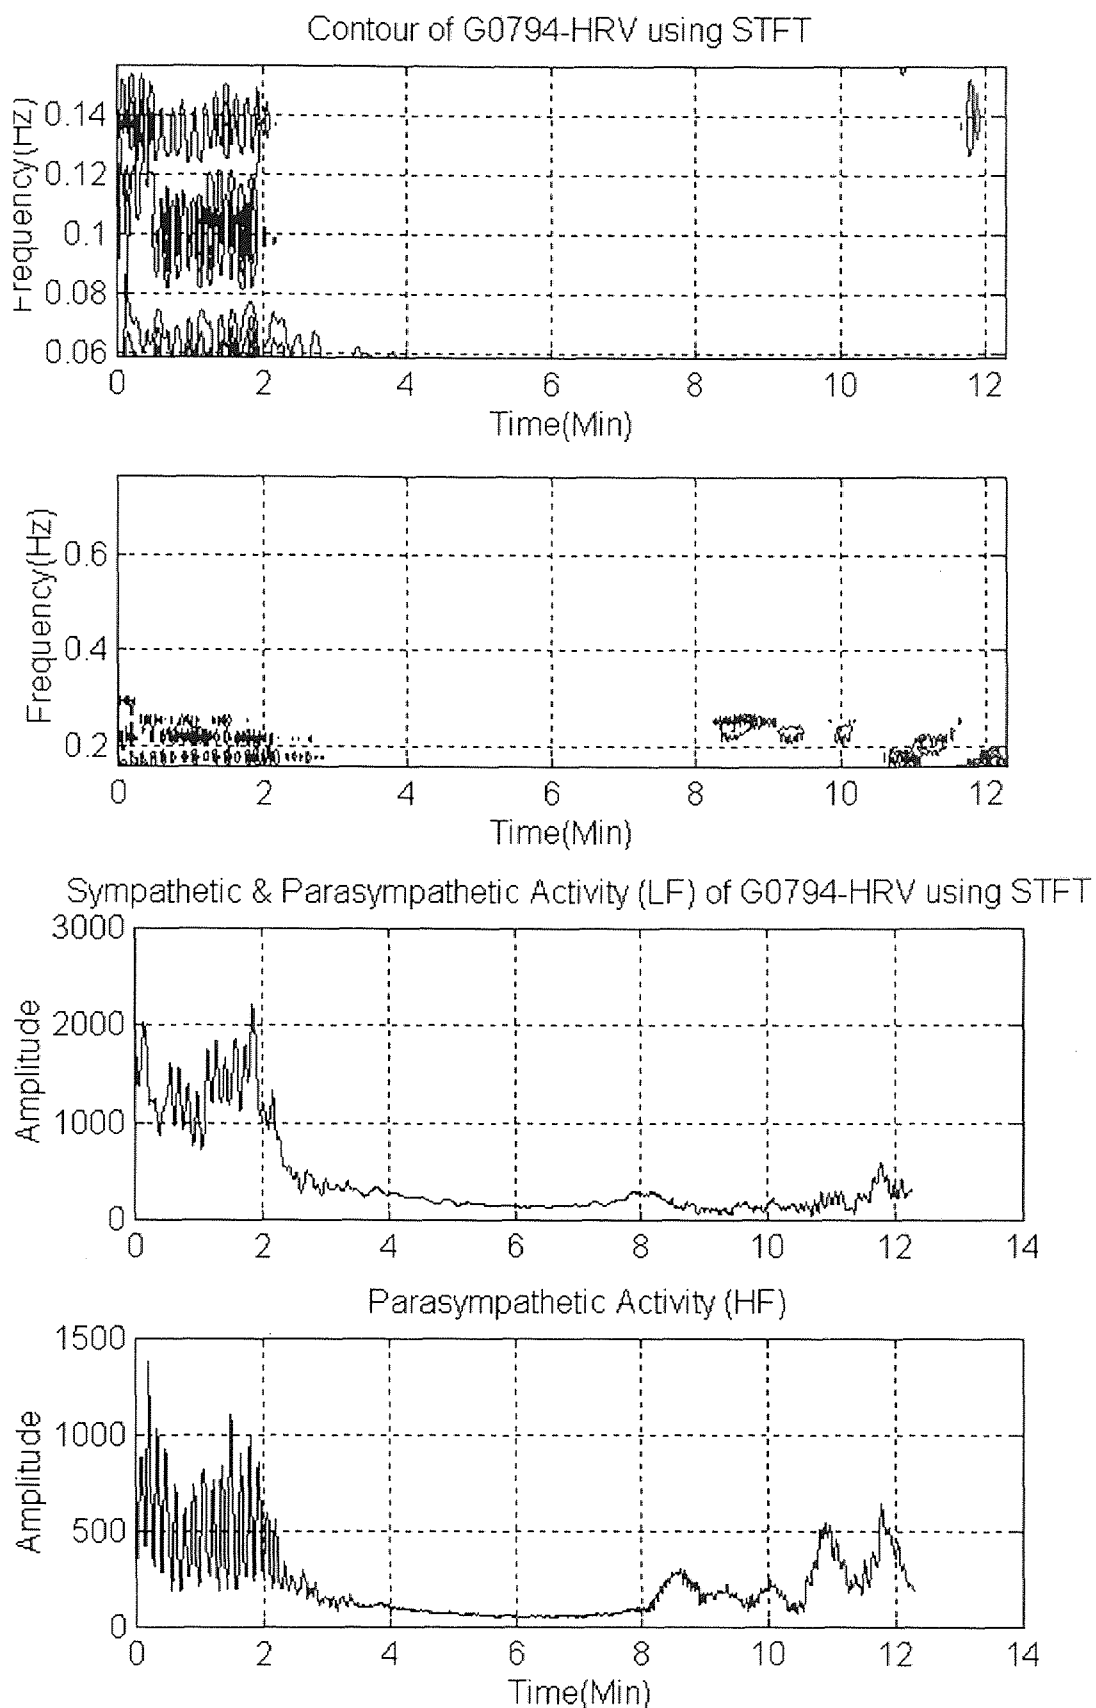 Contour of G0794-HRV using STFT
Frequency(Hz)
0.14
0.12
0.1
0.08
0.06
0 2 4 6 8 10 12
Time(Min)
Frequency(Hz)
0.6
0.4
0.2
0 2 4 6 8 10 12
Time(Min)
Sympathetic & Parasympathetic Activity (LF) of G0794-HRV using STFT
Amplitude
3000
2000
1000
0
0 2 4 6 8 10 12 14
Parasympathetic Activity (HF)
Amplitude
1500
1000
500
0
0 2 4 6 8 10 12 14
Time(Min)